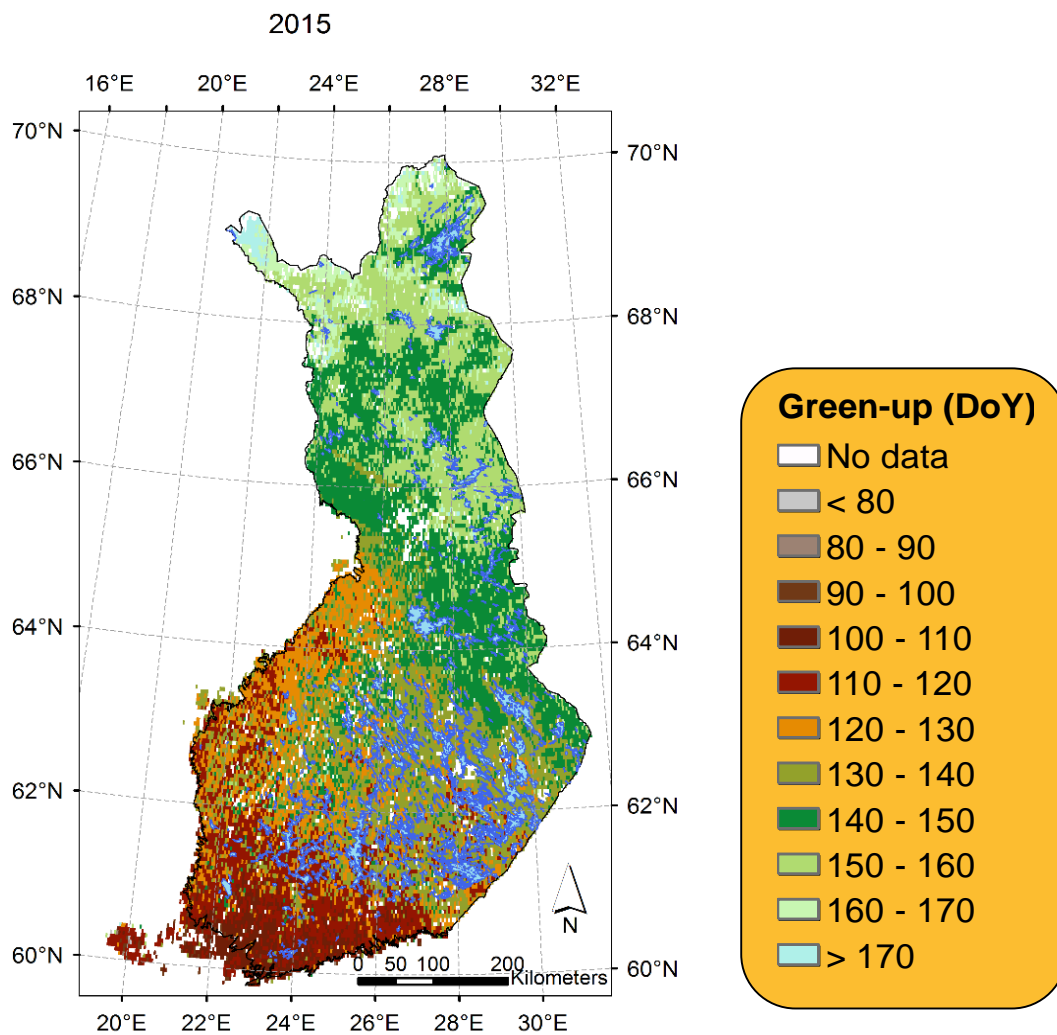 2015
16°E 20°E 24°E 28°E 32°E
70°N 70°N
68°N 68°N
66°N 66°N
64°N 64°N
62°N 62°N
60°N 60°N
N
0 50 100 200
Kilometers
20°E 22°E 24°E 26°E 28°E 30°E
Green-up (DoY)
No data
< 80
80 - 90
90 - 100
100 - 110
110 - 120
120 - 130
130 - 140
140 - 150
150 - 160
160 - 170
> 170